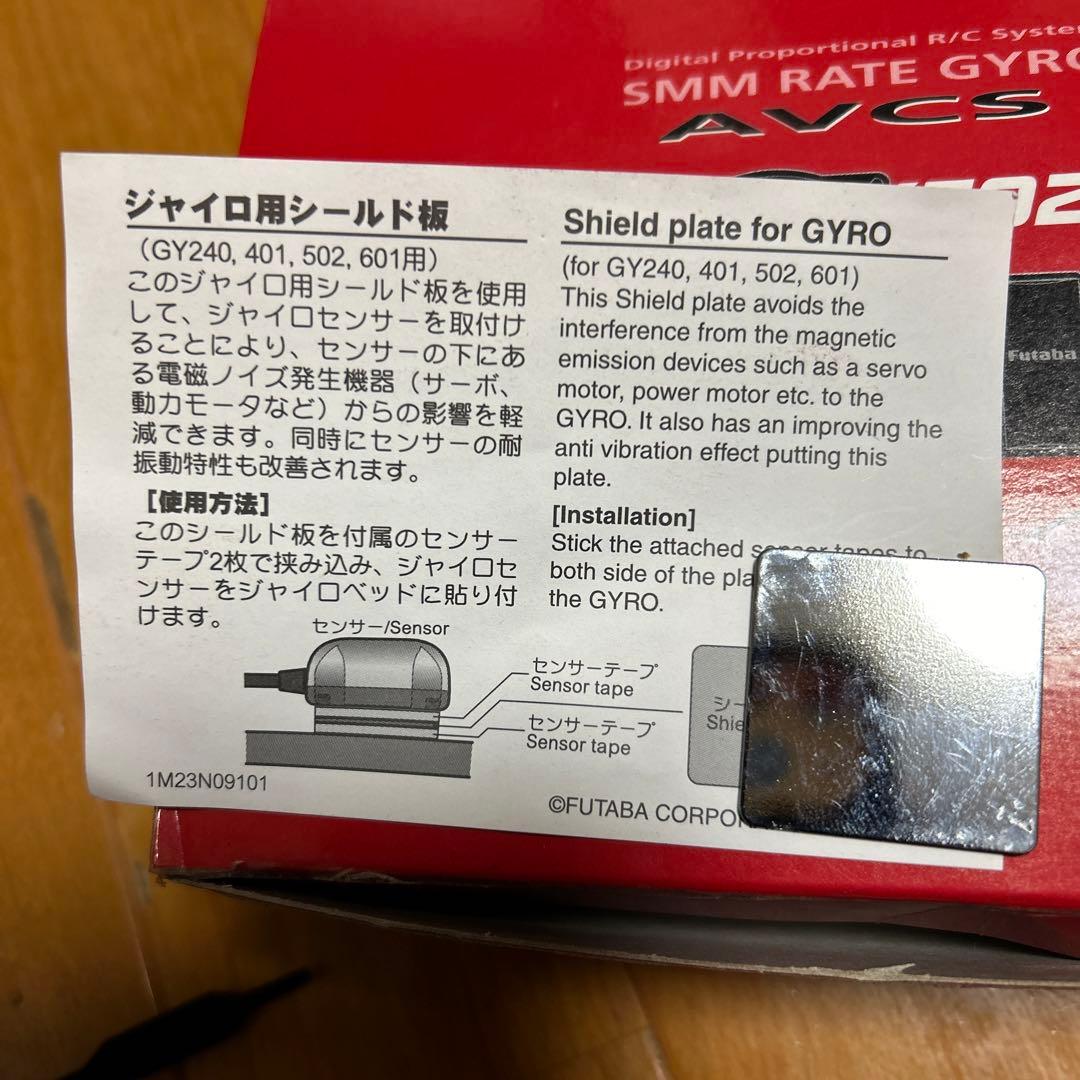 Digital Proportional R/C System
SMM RATE GYRO
AVCS
Futaba
ジャイロ用シールド板
（GY240, 401, 502, 601用）
このジャイロ用シールド板を使用
して、ジャイロセンサーを取付け
ることにより、センサーの下にあ
る電磁ノイズ発生機器（サーボ、
動力モータなど）からの影響を軽
減できます。同時にセンサーの耐
振動特性も改善されます。
［使用方法］
このシールド板を付属のセンサー
テープ2枚で挟み込み、ジャイロセ
ンサーをジャイロベッドに貼り付
けます。
センサー/Sensor
センサーテープ
Sensor tape
センサーテープ
Sensor tape
1M23N09101
Shield plate for GYRO
(for GY240, 401, 502, 601)
This Shield plate avoids the
interference from the magnetic
emission devices such as a servo
motor, power motor etc. to the
GYRO. It also has an improving the
anti vibration effect putting this
plate.
[Installation]
Stick the attached sensor tapes to
both side of the pla
the GYRO.
シー
Shie
©FUTABA CORPOR